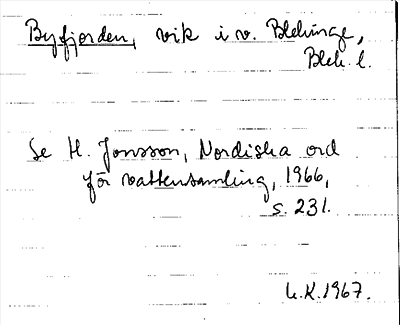 Byfjorden, vik i v. Blekinge,
Blek. l.
Se H. Jonsson, Nordiska ord
för vattensamling, 1966,
s. 231.
U.K. 1967.